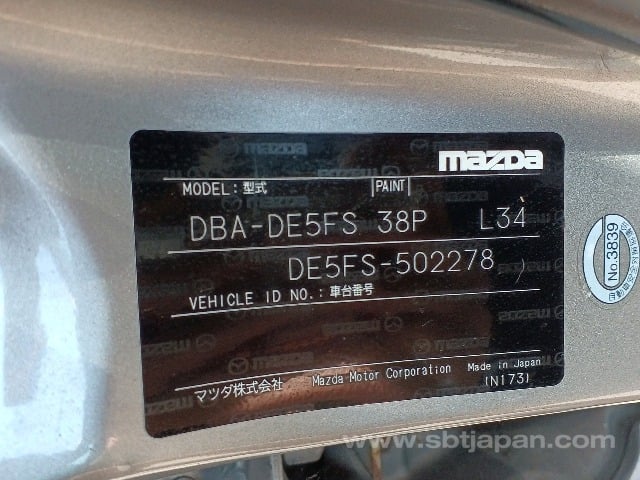 mazda
MODEL:型式 PAINT
DBA-DE5FS 38P L34
DE5FS-502278
VEHICLE ID NO.:車台番号
マツダ株式会社 Mazda Motor Corporation Made in Japan
(N173)
No.3839
www.sbtjapan.com